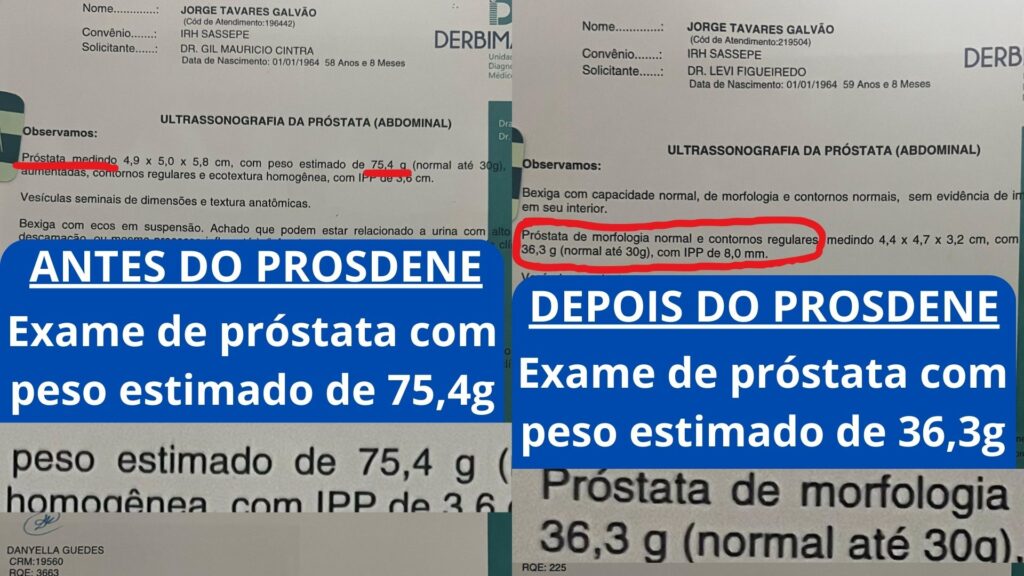 Nome.............: JORGE TAVARES GALVÃO
(Cód de Atendimento:196442)
Convênio......: IRH SASSEPE
Solicitante.....: DR. GIL MAURICIO CINTRA
Data de Nascimento: 01/01/1964 58 Anos e 8 Meses
DERBIM
Unida
Diagn
Médic
Dra
Dr.
ULTRASSONOGRAFIA DA PRÓSTATA (ABDOMINAL)
Observamos:
Próstata medindo 4,9 x 5,0 x 5,8 cm, com peso estimado de 75,4 g (normal até 30g),
aumentadas, contornos regulares e ecotextura homogênea, com IPP de 3,6 cm.
Vesículas seminais de dimensões e textura anatômicas.
Bexiga com ecos em suspensão. Achado que podem estar relacionado a urina com alto
ANTES DO PROSDENE
Exame de próstata com
peso estimado de 75,4g
peso estimado de 75,4 g (
homogênea, com IPP de 3,6
DANYELLA GUEDES
CRM:19560
RQE: 3663
Nome.............: JORGE TAVARES GALVÃO
(Cód de Atendimento:219504)
Convênio......: IRH SASSEPE
Solicitante.....: DR. LEVI FIGUEIREDO
Data de Nascimento: 01/01/1964 59 Anos e 8 Meses
DERB
ULTRASSONOGRAFIA DA PRÓSTATA (ABDOMINAL)
Observamos:
Bexiga com capacidade normal, de morfologia e contornos normais, sem evidência de in
em seu interior.
Próstata de morfologia normal e contornos regulares, medindo 4,4 x 4,7 x 3,2 cm, com
36,3 g (normal até 30g), com IPP de 8,0 mm.
DEPOIS DO PROSDENE
Exame de próstata com
peso estimado de 36,3g
Próstata de morfologia
36,3 g (normal até 30g),
RQE: 225